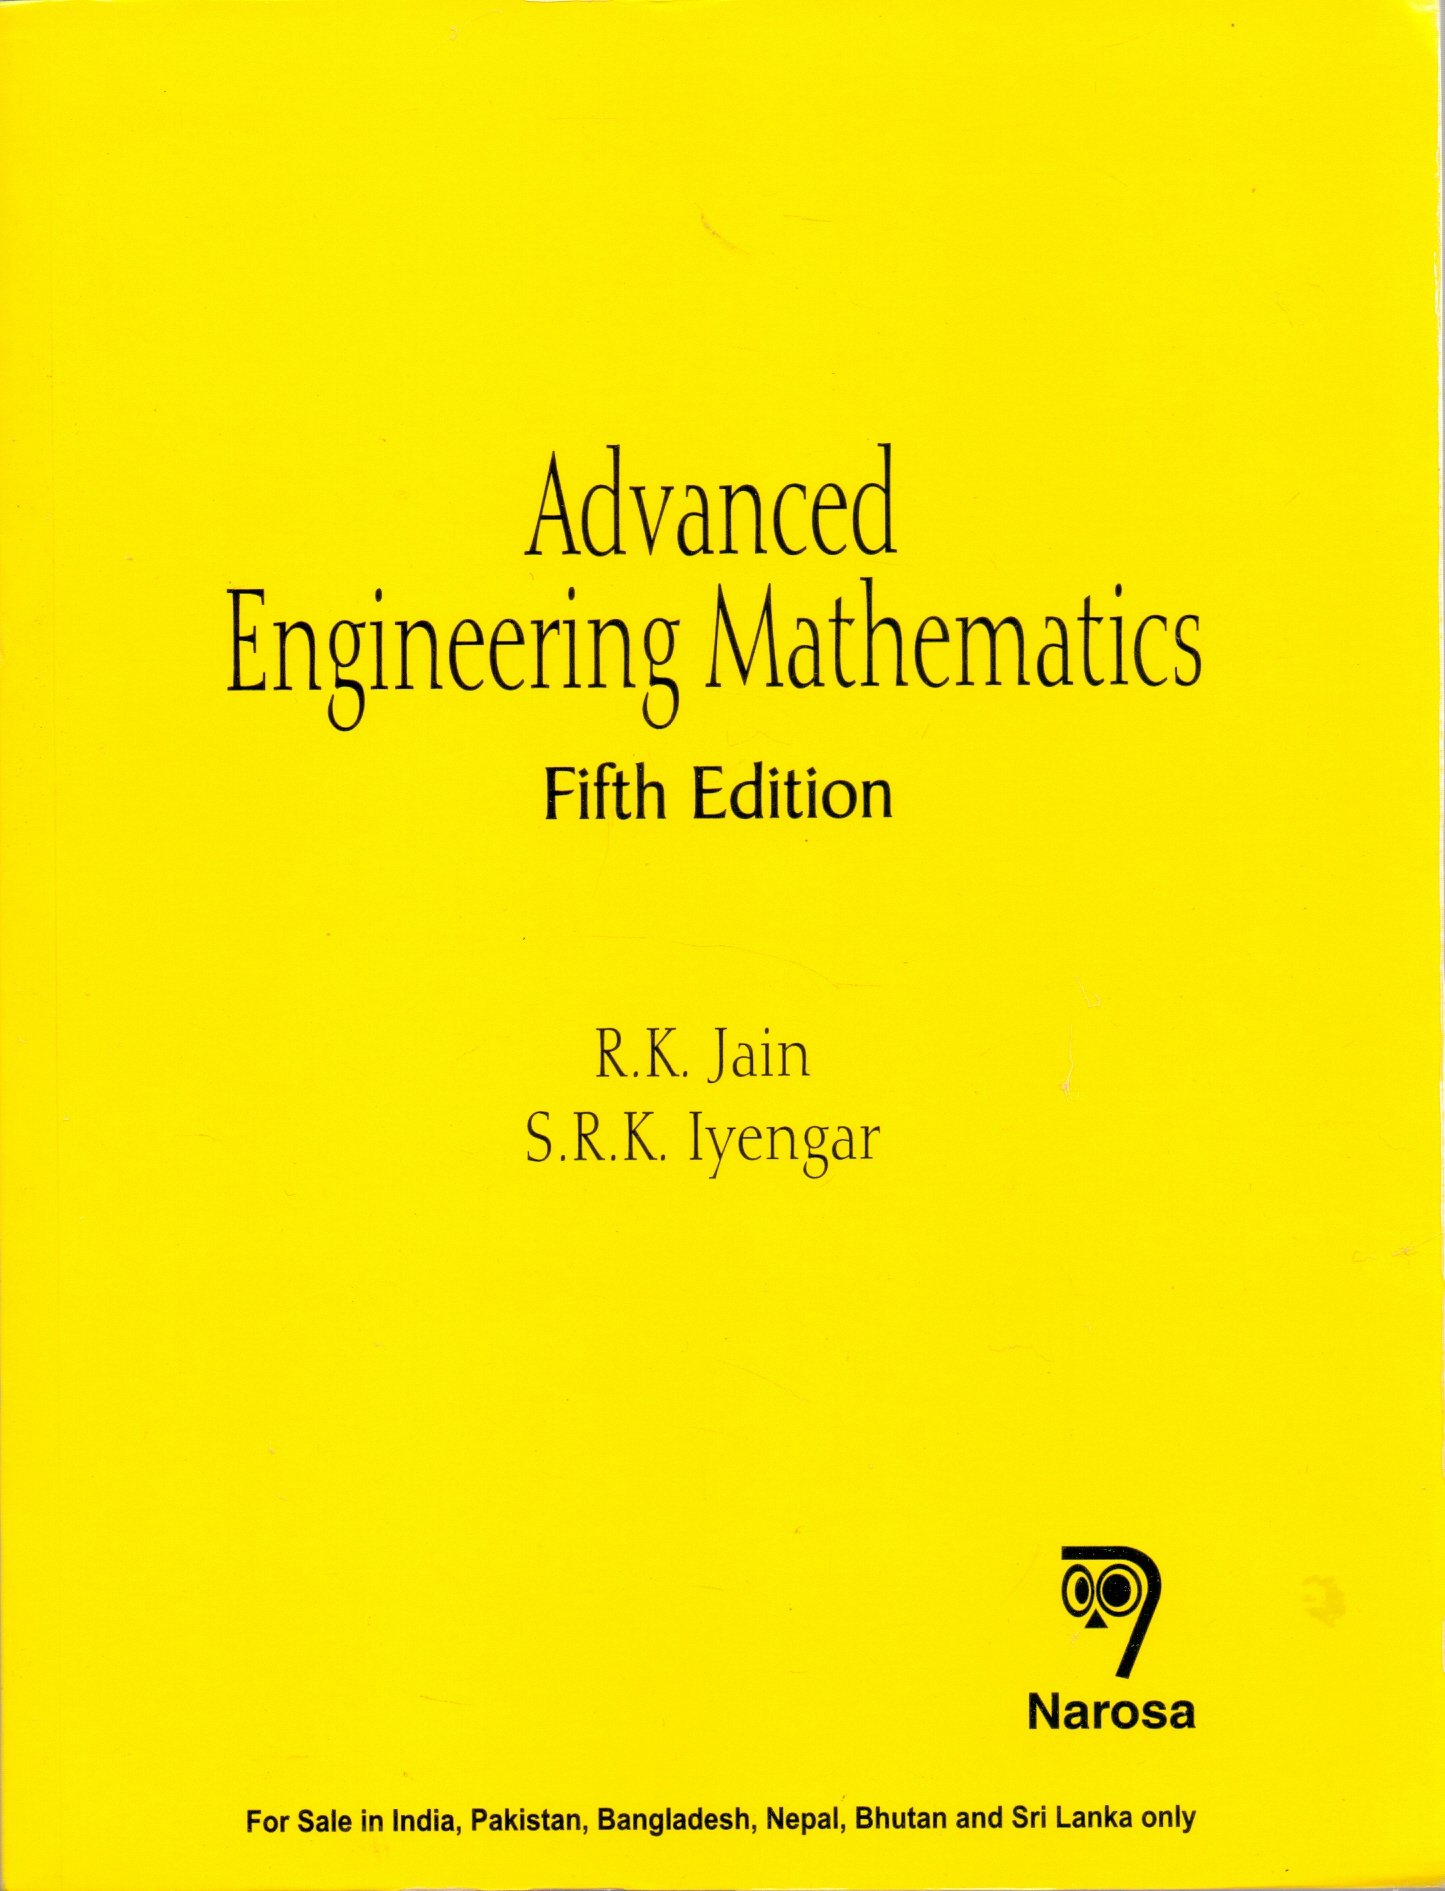 Advanced
Engineering Mathematics
Fifth Edition
R.K. Jain
S.R.K. Iyengar
Narosa
For Sale in India, Pakistan, Bangladesh, Nepal, Bhutan and Sri Lanka only